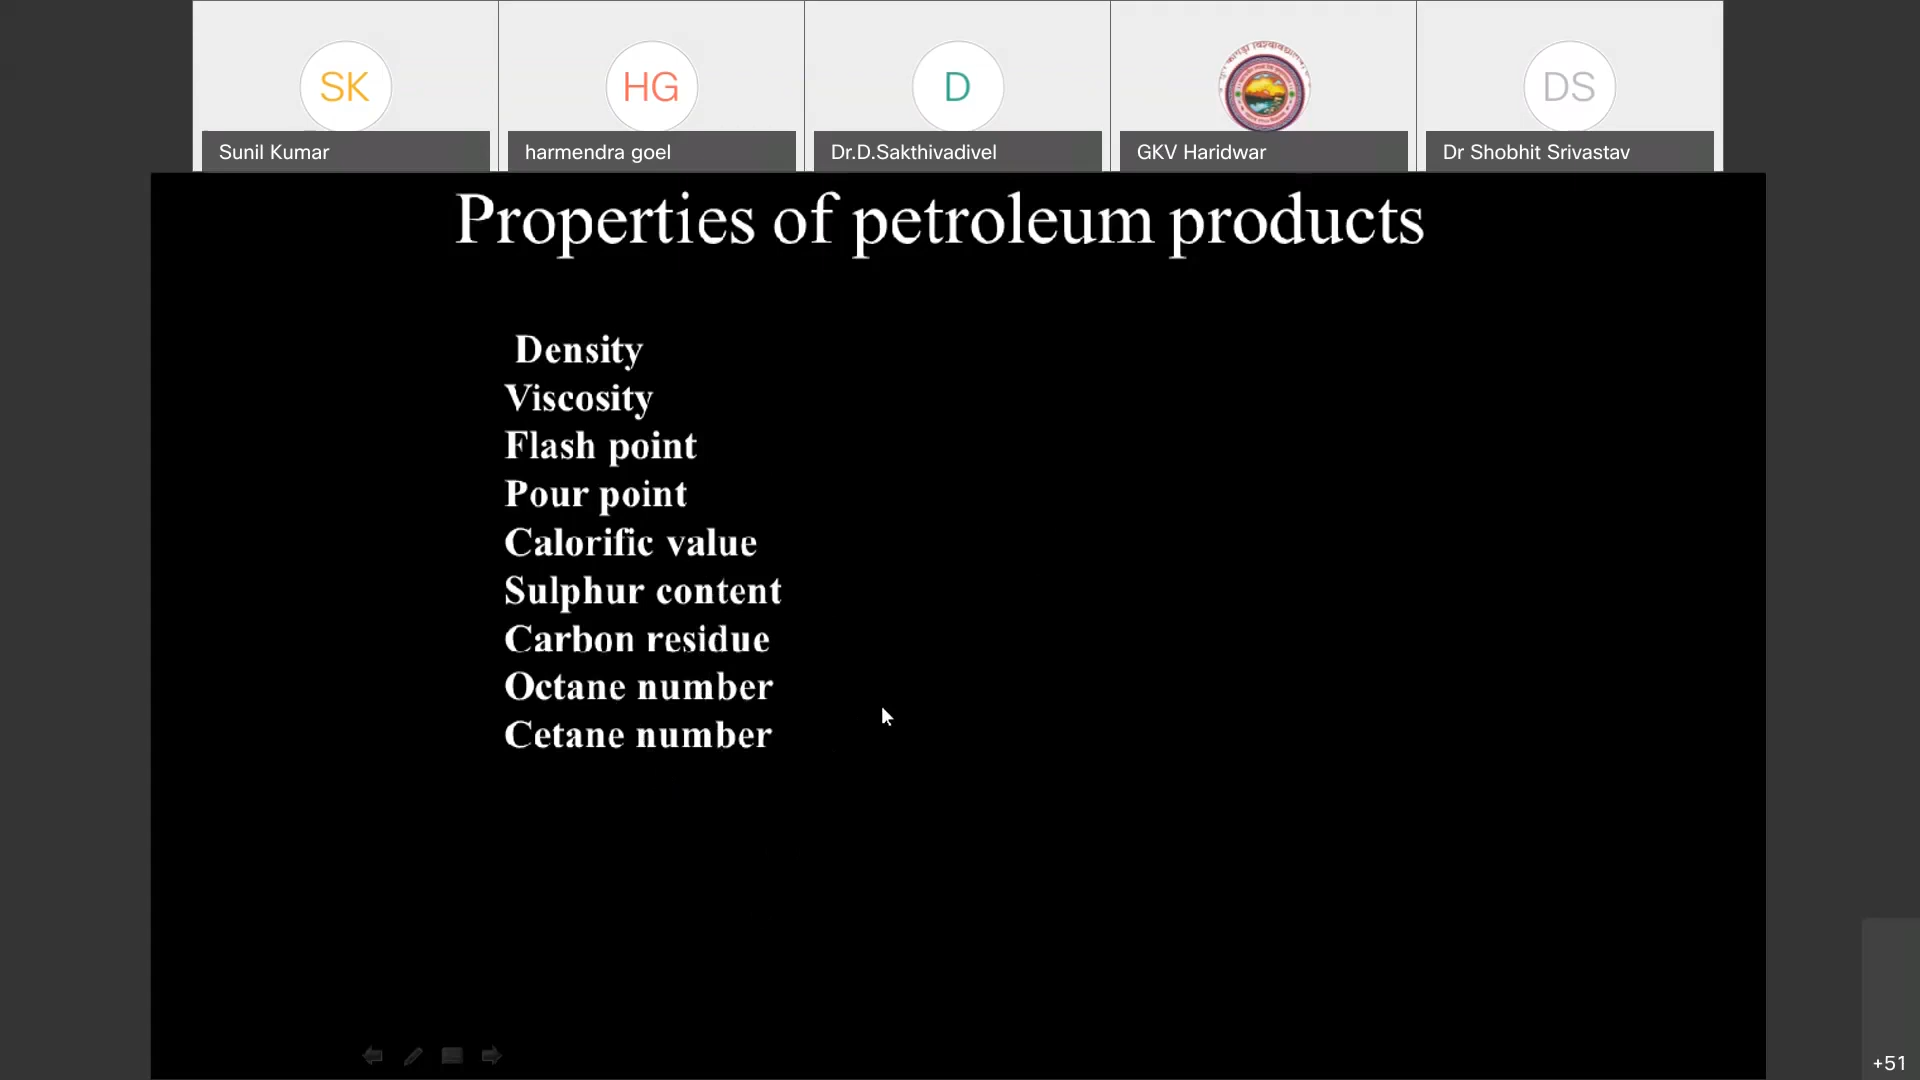 SK
HG
D
DS
Sunil Kumar
harmendra goel
Dr.D.Sakthivadivel
GKV Haridwar
Dr Shobhit Srivastav
Properties of petroleum products
Density
Viscosity
Flash point
Pour point
Calorific value
Sulphur content
Carbon residue
Octane number
Cetane number
+51